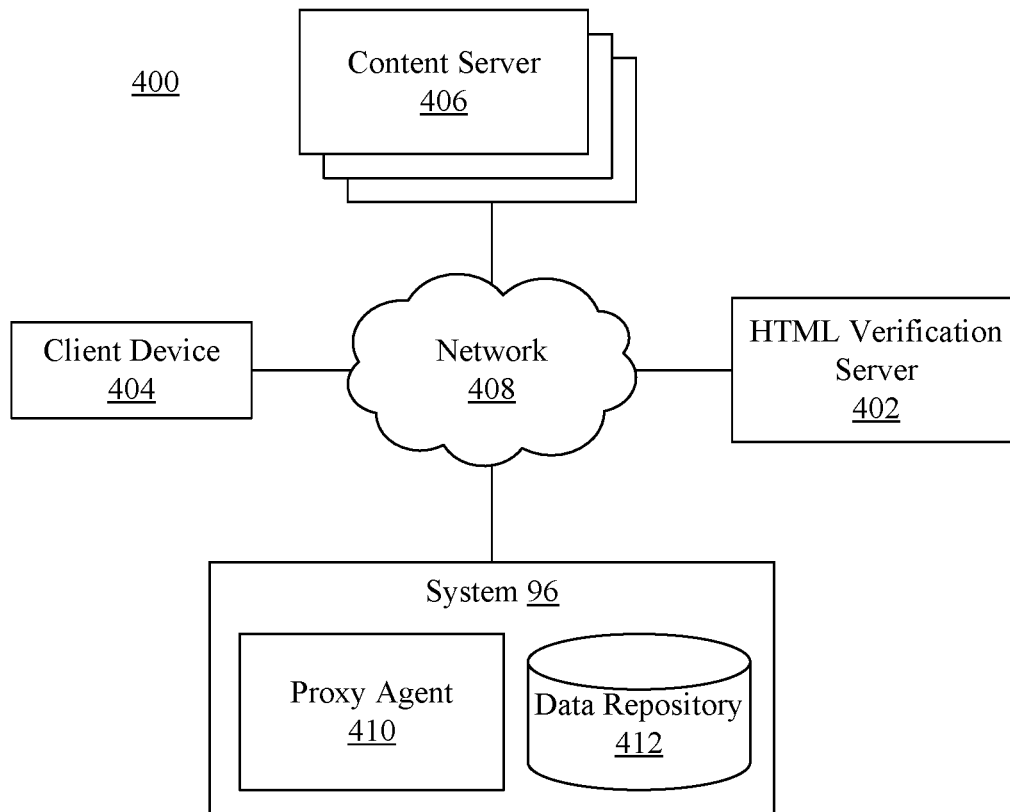 Content Server
406
400
Client Device
404
Network
408
HTML Verification
Server
402
System 96
Proxy Agent
410
Data Repository
412